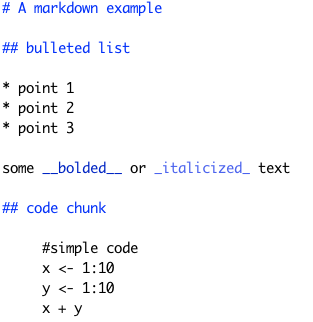 # A markdown example
## bulleted list
* point 1
* point 2
* point 3
some __bolded__ or _italicized_ text
## code chunk
#simple code
x <- 1:10
y <- 1:10
x + y